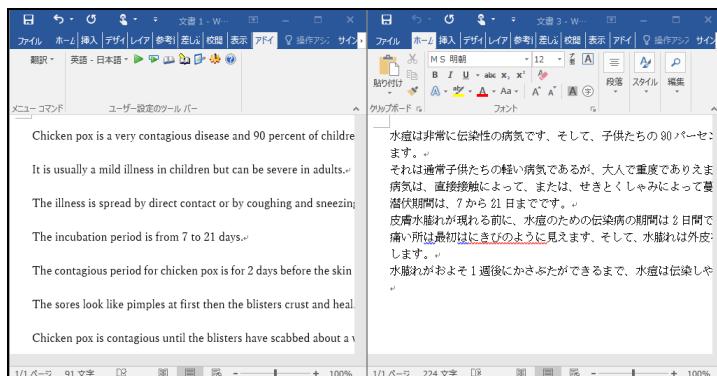 文書 1 - W…
ファイル ホーム 挿入 デザイ レイア 参考 差し 校閲 表示 アドイ 操作アシ サイン
翻訳 英語 - 日本語
メニュー コマンド ユーザー設定のツール バー
Chicken pox is a very contagious disease and 90 percent of childre
It is usually a mild illness in children but can be severe in adults.
The illness is spread by direct contact or by coughing and sneezing
The incubation period is from 7 to 21 days.
The contagious period for chicken pox is for 2 days before the skin
The sores look like pimples at first then the blisters crust and heal.
Chicken pox is contagious until the blisters have scabbed about a w
1/1 ページ 91 文字 100%
文書 3 - W…
ファイル ホーム 挿入 デザイ レイア 参考 差し 校閲 表示 アドイ 操作アシ サイン
貼り付け MS 明朝 12 段落 スタイル 編集
B I U abc x₂ x²
A Aa A A A 字
クリップボード フォント
水痘は非常に伝染性の病気です、そして、子供たちの 90 パーセン
ます。
それは通常子供たちの軽い病気であるが、大人で重度でありえま
病気は、直接接触によって、または、せきとくしゃみによって蔓
潜伏期間は、7 から 21 日までです。
皮膚水膨れが現れる前に、水痘のための伝染病の期間は 2 日間で
痛い所は最初はにきびのように見えます、そして、水膨れは外皮を
します。
水膨れがおよそ 1 週後にかさぶたができるまで、水痘は伝染しや
1/1 ページ 224 文字 100%